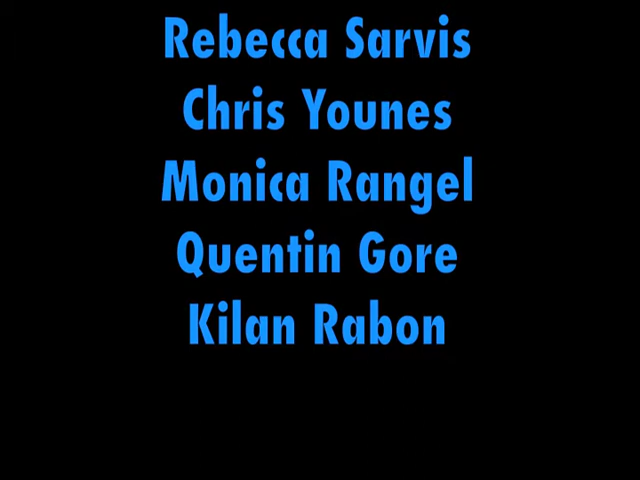 Rebecca Sarvis
Chris Younes
Monica Rangel
Quentin Gore
Kilan Rabon